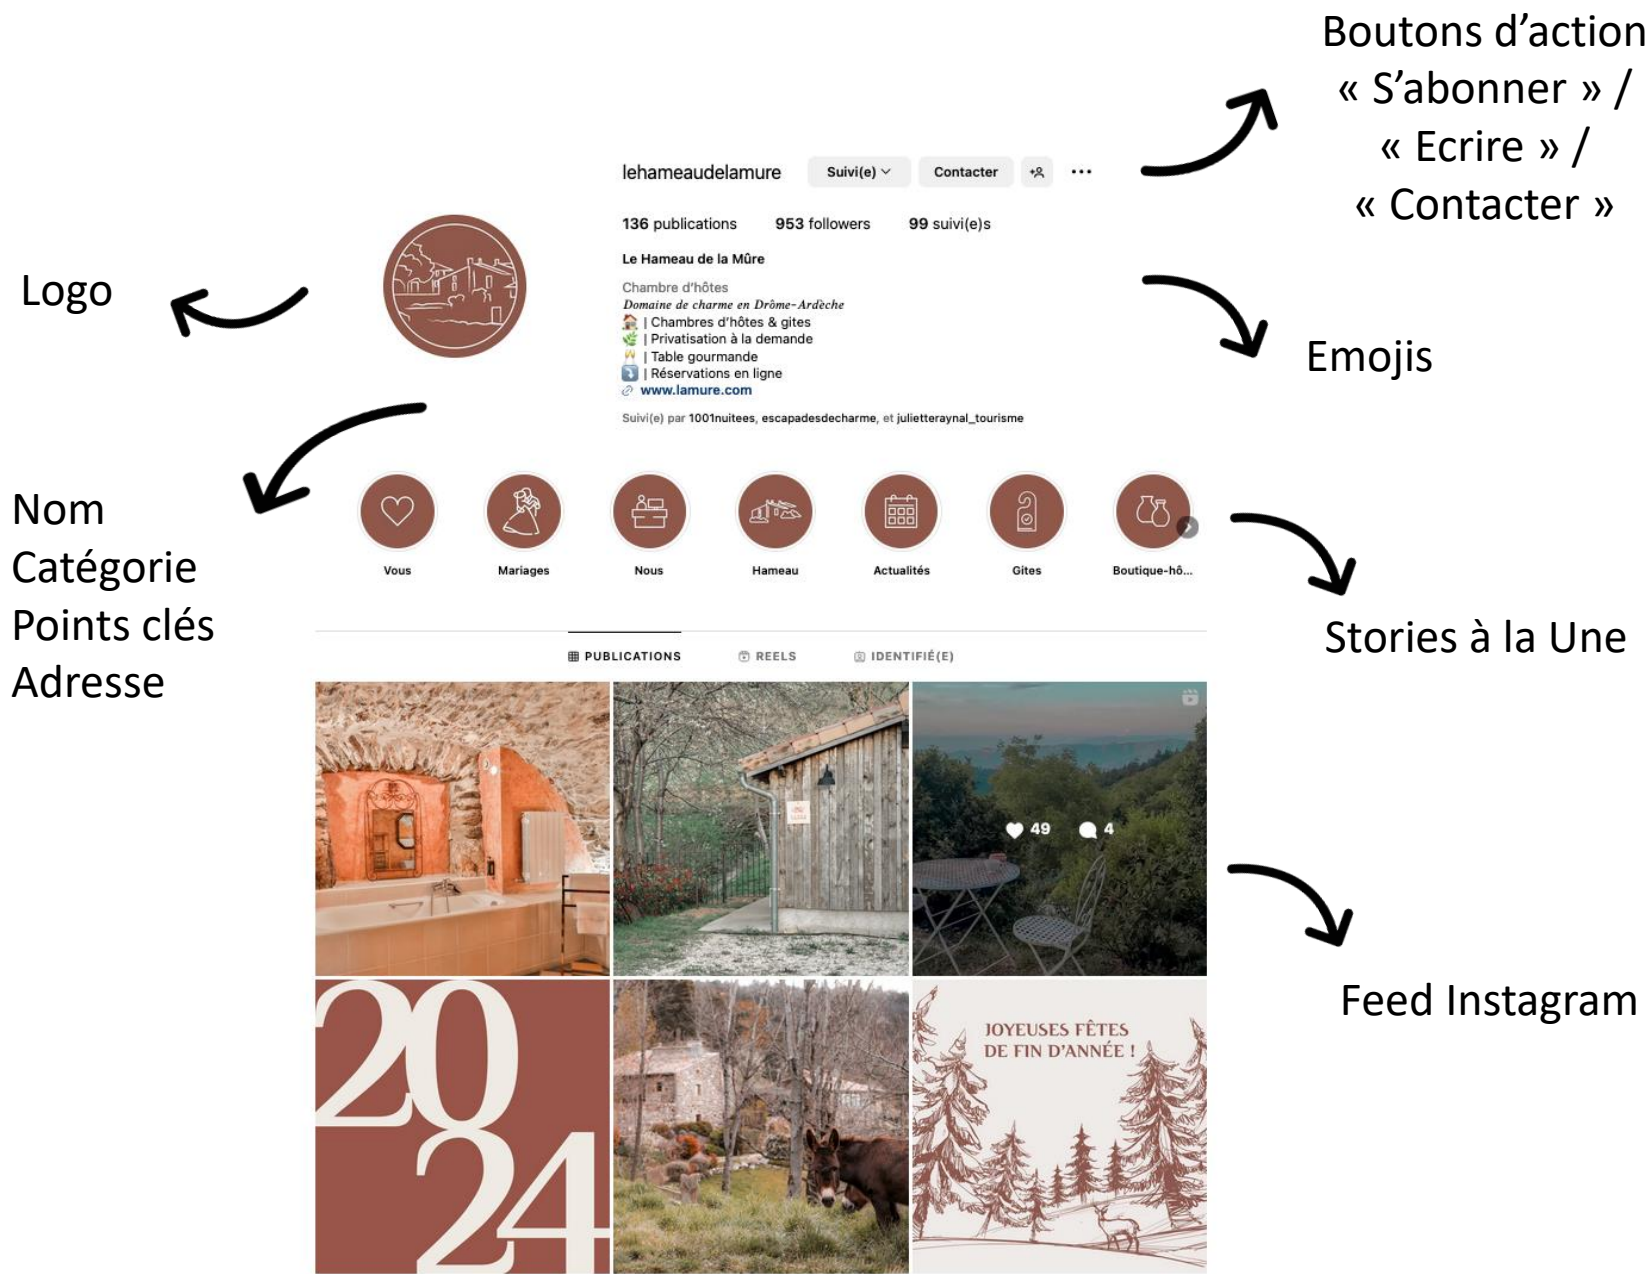 Boutons d'action
« S'abonner » /
« Ecrire » /
« Contacter »
lehameaudelamure Suivi(e) Contacter
136 publications 953 followers 99 suivi(e)s
Le Hameau de la Mûre
Chambre d'hôtes
Domaine de charme en Drôme-Ardèche
| Chambres d'hôtes & gites
| Privatisation à la demande
| Table gourmande
| Réservations en ligne
www.lamure.com
Suivi(e) par 1001nuitees, escapadesdecharme, et julietteraynal_tourisme
Logo
Emojis
Nom
Catégorie
Points clés
Adresse
Vous Mariages Nous Hameau Actualités Gites Boutique-hô...
Stories à la Une
PUBLICATIONS REELS IDENTIFIÉ(E)
49 4
Feed Instagram
20
24
JOYEUSES FÊTES
DE FIN D'ANNÉE !